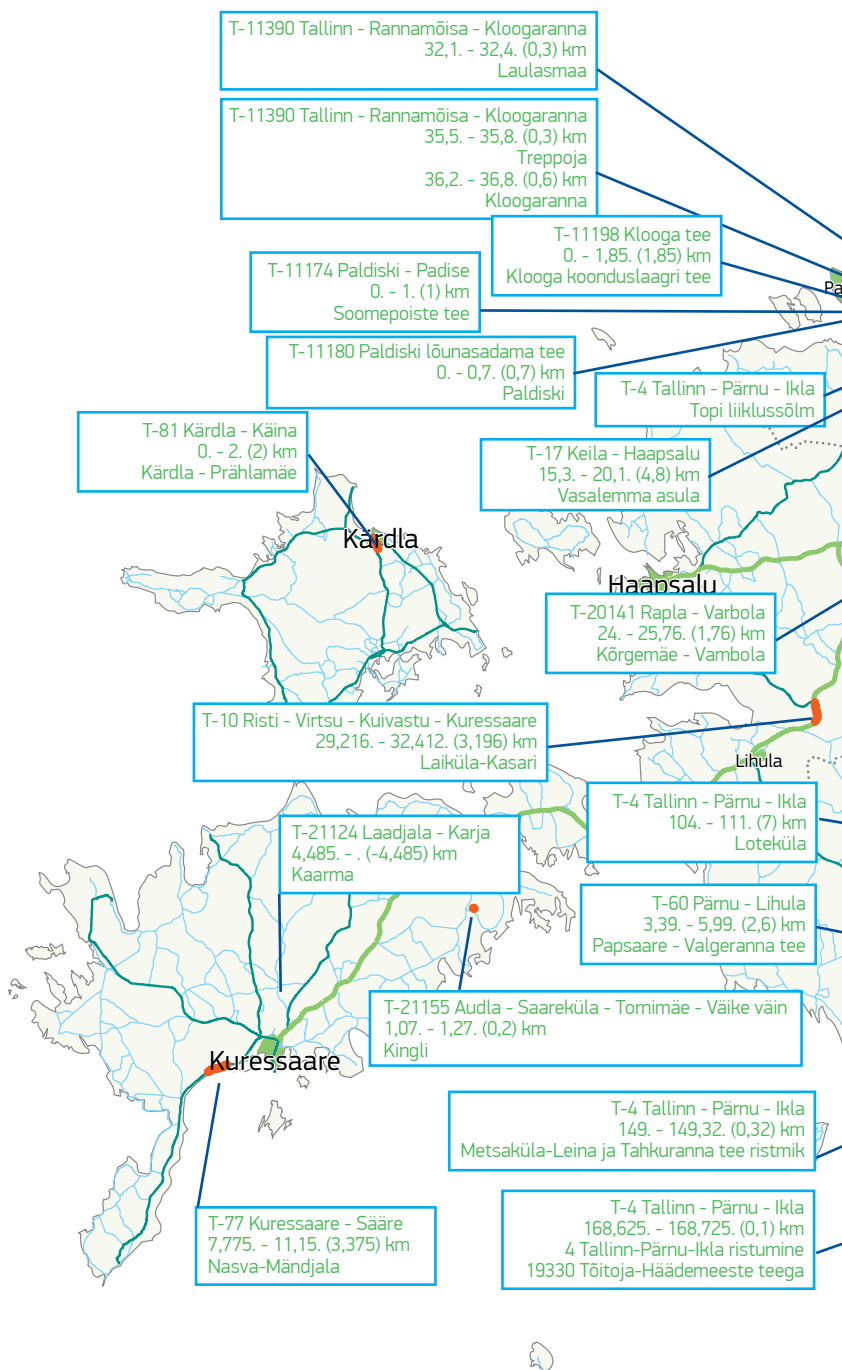 T-11390 Tallinn - Rannamõisa - Kloogaranna
32,1. - 32,4. (0,3) km
Laulasmaa
T-11390 Tallinn - Rannamõisa - Kloogaranna
35,5. - 35,8. (0,3) km
Treppoja
36,2. - 36,8. (0,6) km
Kloogaranna
T-11198 Klooga tee
0. - 1,85. (1,85) km
Klooga koonduslaagri tee
T-11174 Paldiski - Padise
0. - 1. (1) km
Soomepoiste tee
Pa
T-11180 Paldiski lõunasadama tee
0. - 0,7. (0,7) km
Paldiski
T-4 Tallinn - Pärnu - Ikla
Topi liiklussõlm
T-81 Kärdla - Käina
0. - 2. (2) km
Kärdla - Prählamäe
T-17 Keila - Haapsalu
15,3. - 20,1. (4,8) km
Vasalemma asula
Kärdla
Haapsalu
T-20141 Rapla - Varbola
24. - 25,76. (1,76) km
Kõrgemäe - Vambola
T-10 Risti - Virtsu - Kuivastu - Kuressaare
29,216. - 32,412. (3,196) km
Laiküla-Kasari
Lihula
T-4 Tallinn - Pärnu - Ikla
104. - 111. (7) km
Loteküla
T-21124 Laadjala - Karja
4,485. - . (-4,485) km
Kaarma
T-60 Pärnu - Lihula
3,39. - 5,99. (2,6) km
Papsaare - Valgeranna tee
T-21155 Audla - Saareküla - Tornimäe - Väike väin
1,07. - 1,27. (0,2) km
Kingli
Kuressaare
T-4 Tallinn - Pärnu - Ikla
149. - 149,32. (0,32) km
Metsaküla-Leina ja Tahkuranna tee ristmik
T-77 Kuressaare - Sääre
7,775. - 11,15. (3,375) km
Nasva-Mändjala
T-4 Tallinn - Pärnu - Ikla
168,625. - 168,725. (0,1) km
4 Tallinn-Pärnu-Ikla ristumine
19330 Tõitoja-Häädemeeste teega